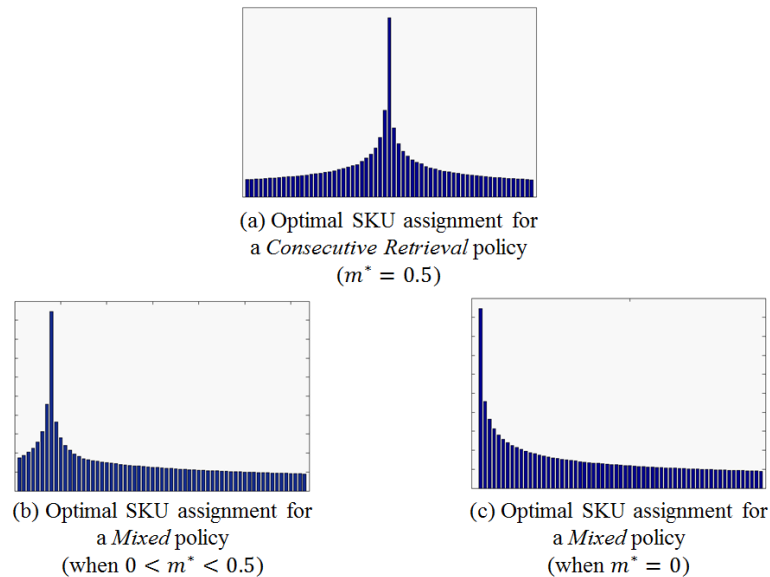 (a) Optimal SKU assignment for
a Consecutive Retrieval policy
(m* = 0.5)
(b) Optimal SKU assignment for
a Mixed policy
(when 0 < m* < 0.5)
(c) Optimal SKU assignment for
a Mixed policy
(when m* = 0)